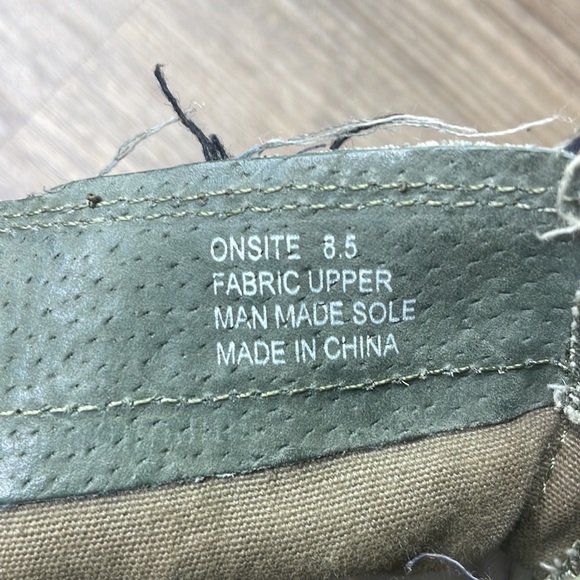 ONSITE 8.5
FABRIC UPPER
MAN MADE SOLE
MADE IN CHINA